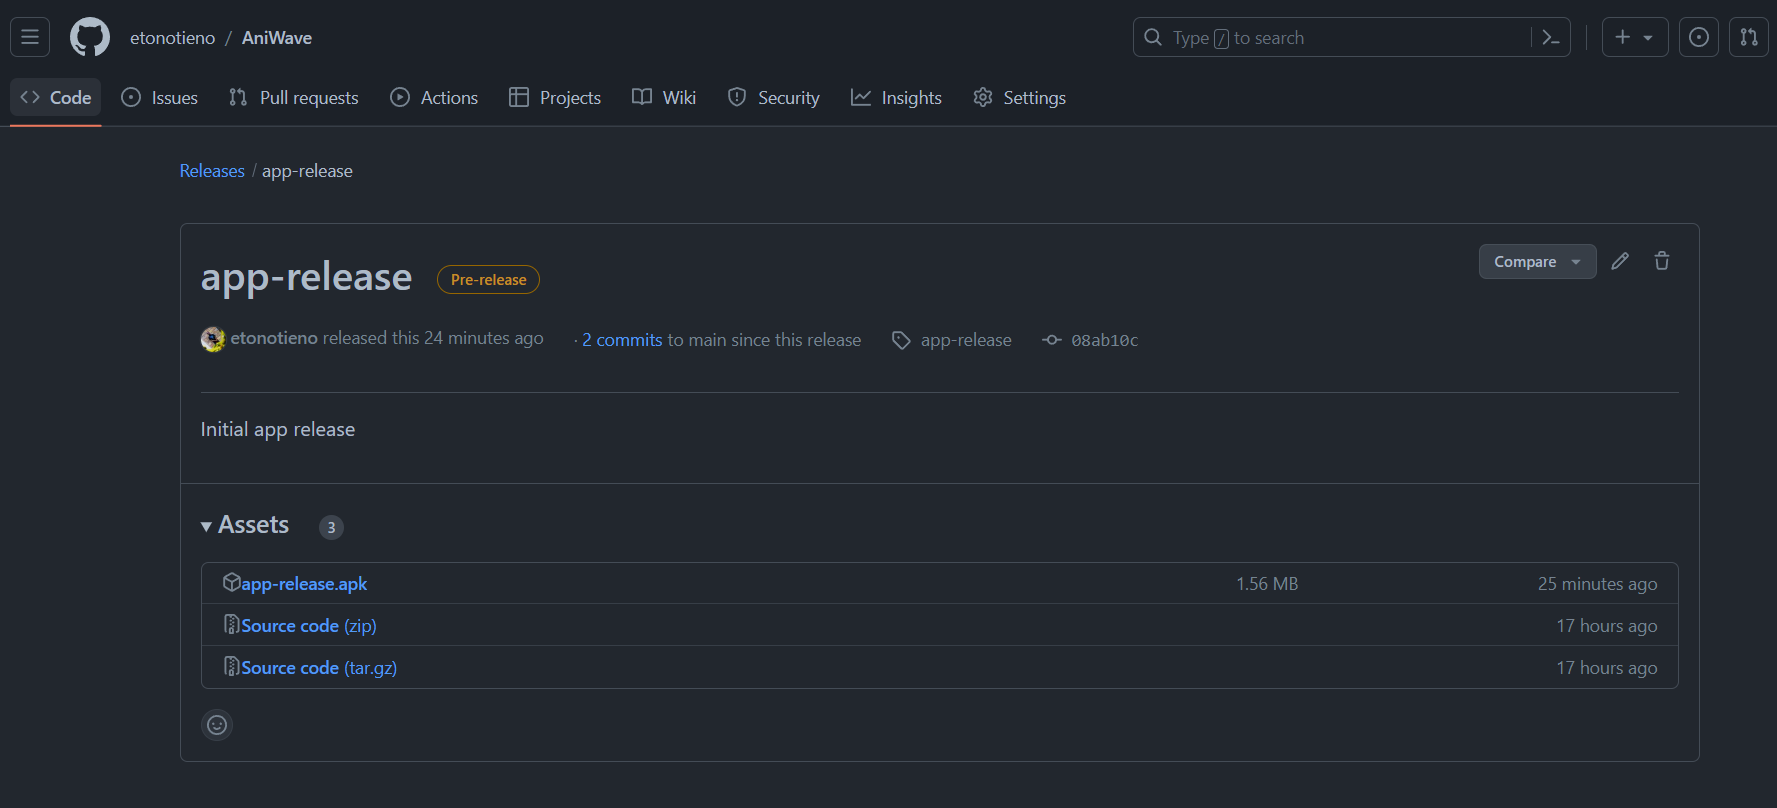 etonotieno / AniWave
Type / to search
Code Issues Pull requests Actions Projects Wiki Security Insights Settings
Releases / app-release
app-release Pre-release
Compare
etonotieno released this 24 minutes ago · 2 commits to main since this release app-release 08ab10c
Initial app release
Assets 3
app-release.apk 1.56 MB 25 minutes ago
Source code (zip) 17 hours ago
Source code (tar.gz) 17 hours ago